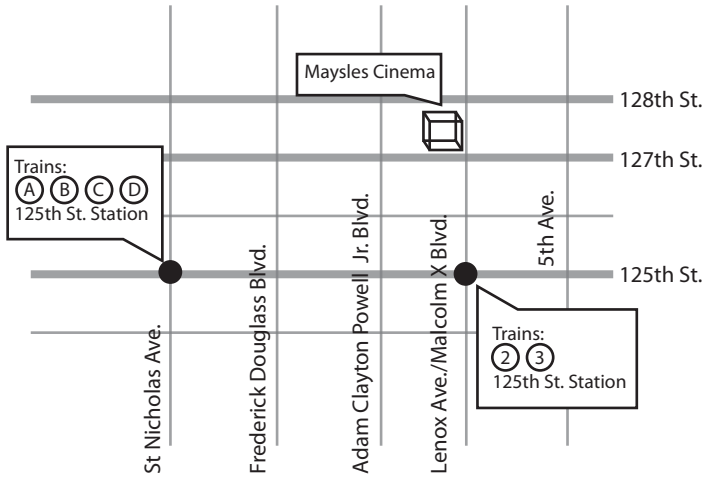 Maysles Cinema
128th St.
127th St.
Trains:
A B C D
125th St. Station
125th St.
Trains:
2 3
125th St. Station
St Nicholas Ave.
Frederick Douglass Blvd.
Adam Clayton Powell Jr. Blvd.
Lenox Ave./Malcolm X Blvd.
5th Ave.